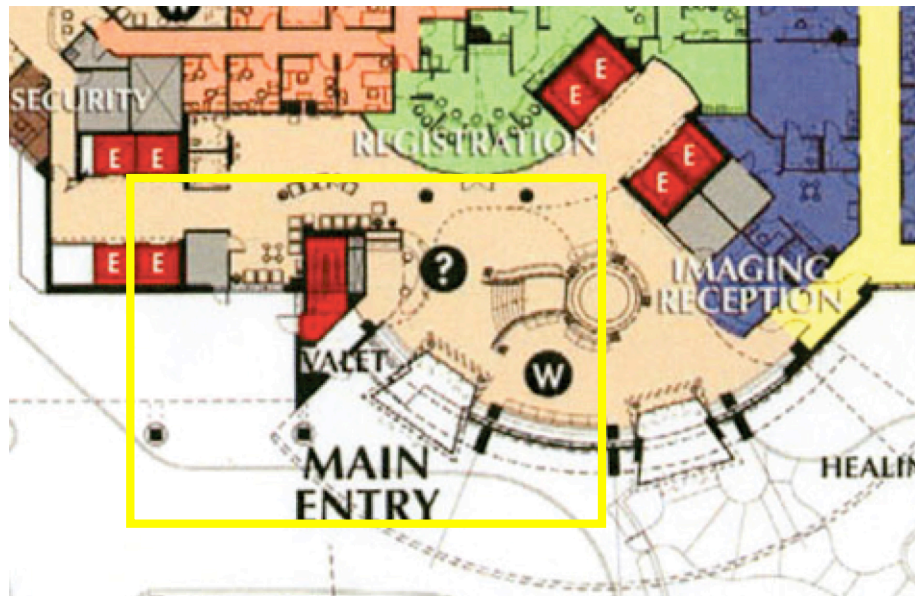 W
SECURITY
E E
REGISTRATION
E
E
E
E
E E
?
IMAGING
RECEPTION
VALET
W
MAIN
ENTRY
HEALIN